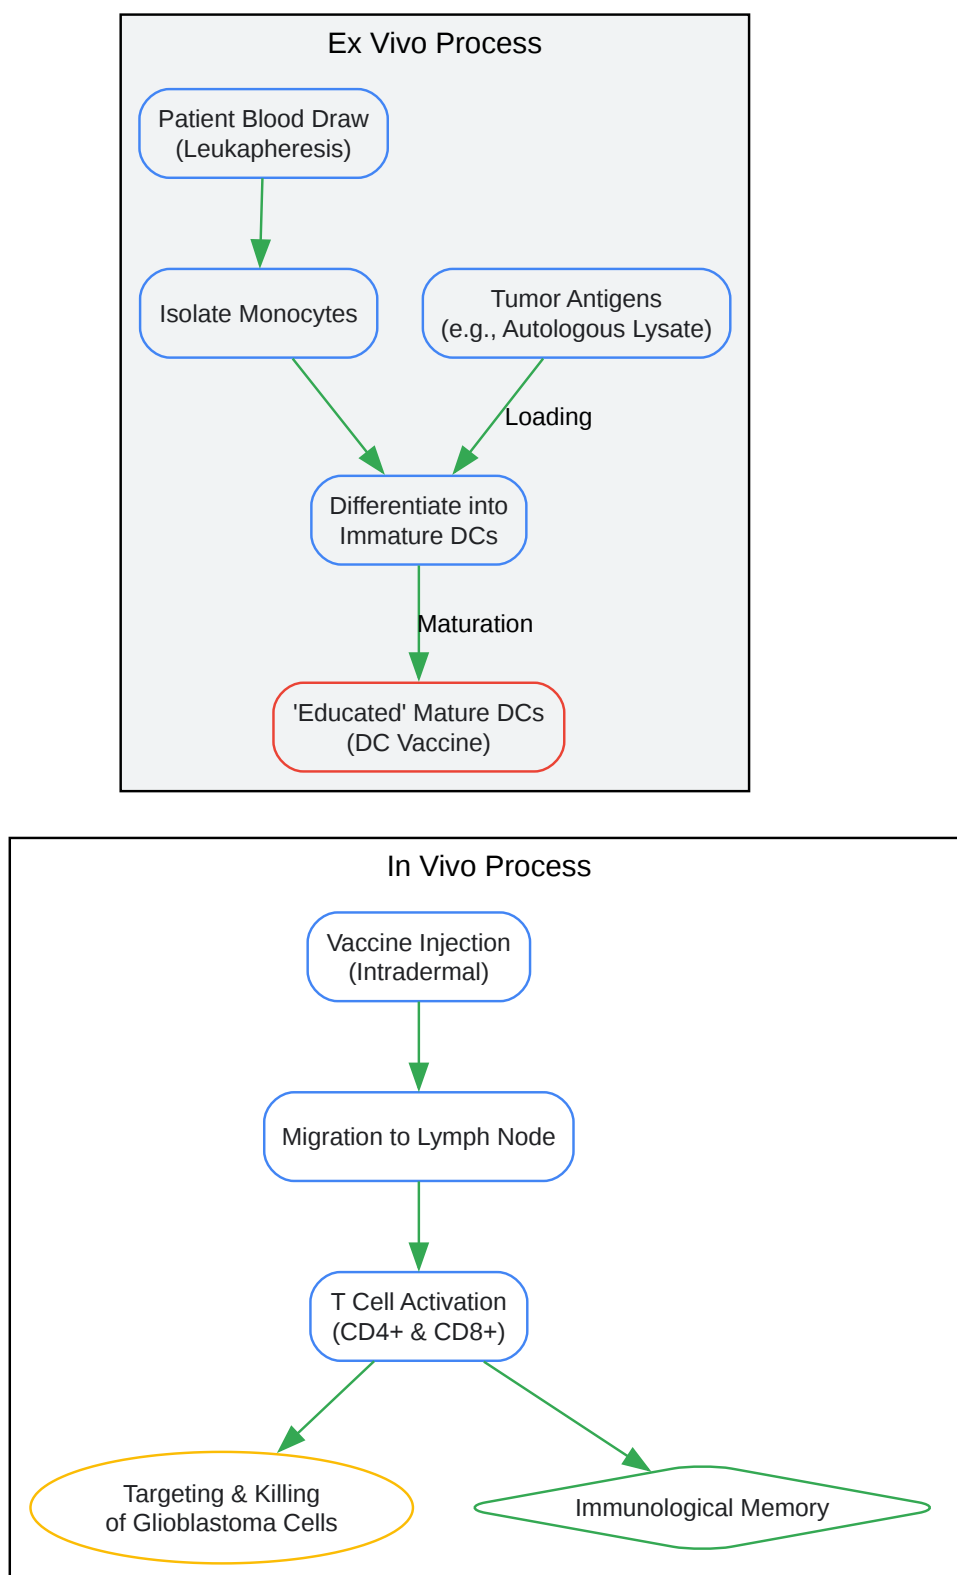 Ex Vivo Process
Patient Blood Draw
(Leukapheresis)
Isolate Monocytes
Tumor Antigens
(e.g., Autologous Lysate)
Loading
Differentiate into
Immature DCs
Maturation
'Educated' Mature DCs
(DC Vaccine)
In Vivo Process
Vaccine Injection
(Intradermal)
Migration to Lymph Node
T Cell Activation
(CD4+ & CD8+)
Targeting & Killing
of Glioblastoma Cells
Immunological Memory